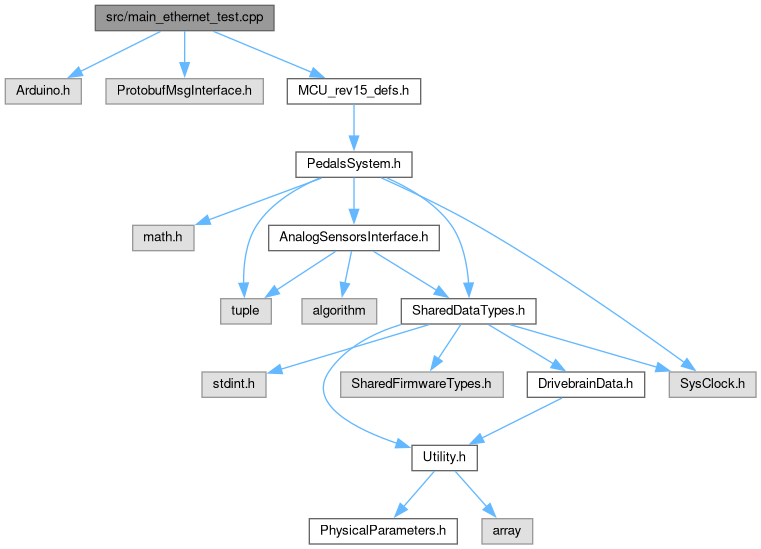 src/main_ethernet_test.cpp
Arduino.h
ProtobufMsgInterface.h
MCU_rev15_defs.h
PedalsSystem.h
math.h
AnalogSensorsInterface.h
tuple
algorithm
SharedDataTypes.h
stdint.h
SharedFirmwareTypes.h
DrivebrainData.h
SysClock.h
Utility.h
PhysicalParameters.h
array